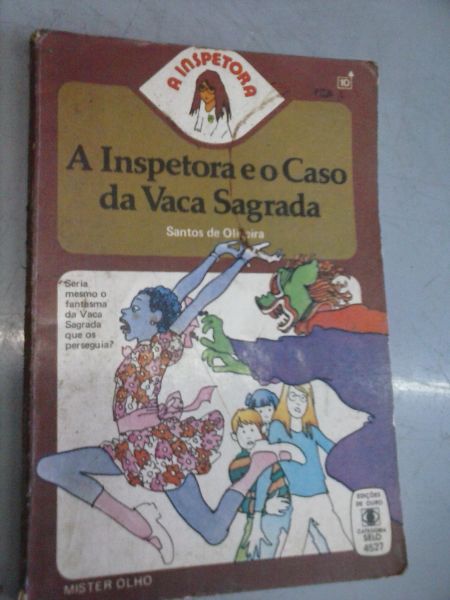 A INSPETORA
10
A Inspetora e o Caso
da Vaca Sagrada
Santos de Oliveira
Seria
mesmo o
fantasma
da Vaca
Sagrada
que os
perseguia?
EDIÇÕES
DE OURO
CATEGORIA
SELO
4527
MISTER OLHO